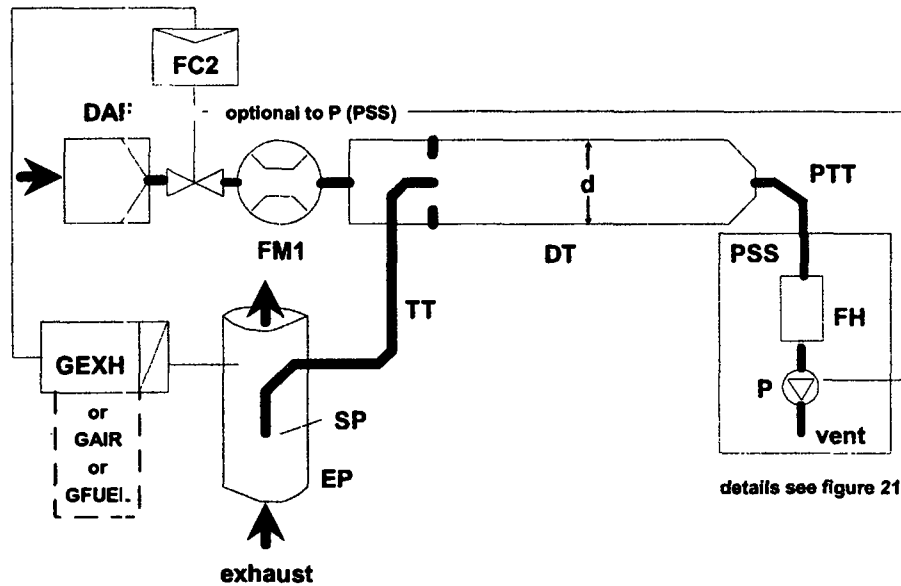 FC2
DAF
optional to P (PSS)
d
PTT
FM1
DT
PSS
TT
FH
GEXH
P
or
GAIR
or
GFUEL
SP
vent
EP
details see figure 21
exhaust